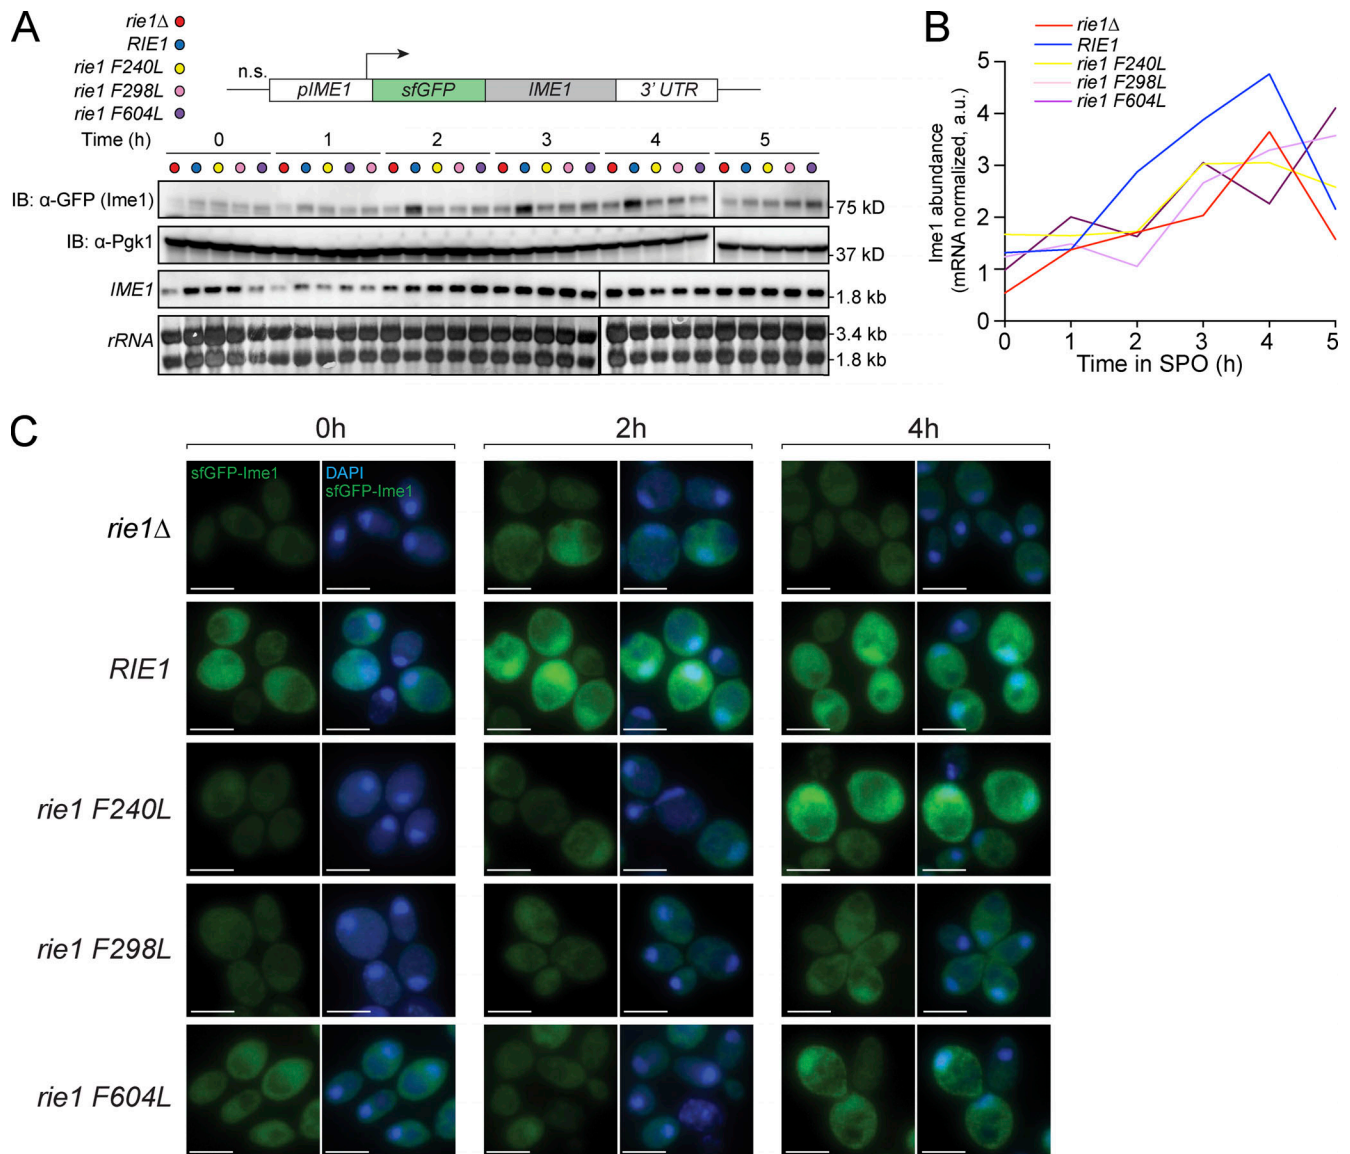 A
rie1Δ
RIE1
rie1 F240L
rie1 F298L
rie1 F604L
n.s.
pIME1 sfGFP IME1 3' UTR
Time (h) 0 1 2 3 4 5
IB: α-GFP (Ime1) 75 kD
IB: α-Pgk1 37 kD
IME1 1.8 kb
rRNA 3.4 kb
1.8 kb
B
rie1Δ
RIE1
rie1 F240L
rie1 F298L
rie1 F604L
Ime1 abundance
(mRNA normalized, a.u.)
5
4
3
2
1
0
0 1 2 3 4 5
Time in SPO (h)
C
0h 2h 4h
sfGFP-Ime1 DAPI
sfGFP-Ime1
rie1Δ
RIE1
rie1 F240L
rie1 F298L
rie1 F604L